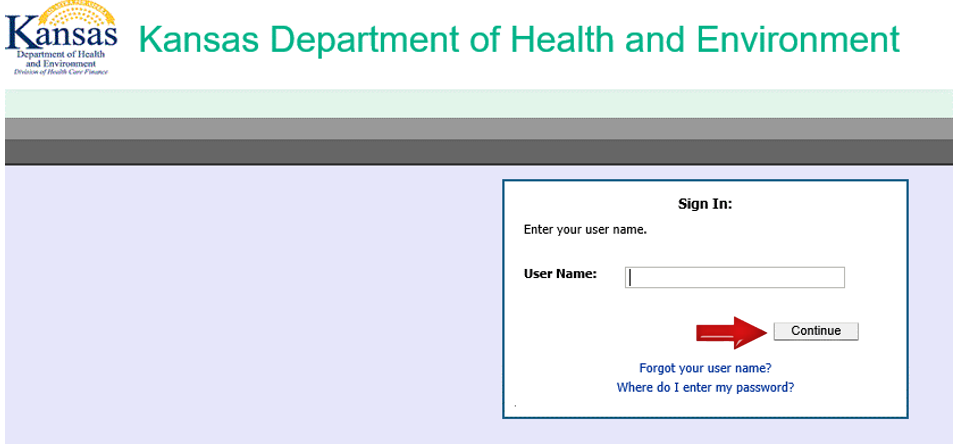 Kansas
Department of Health
and Environment
Division of Health Care Finance
Kansas Department of Health and Environment
Sign In:
Enter your user name.
User Name:
Continue
Forgot your user name?
Where do I enter my password?